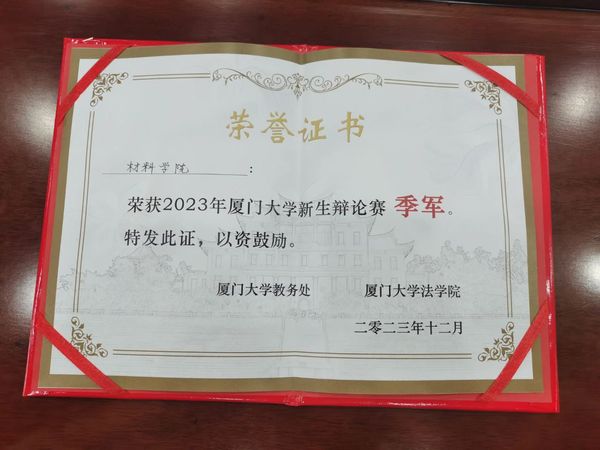 荣誉证书
材料学院：
荣获2023年厦门大学新生辩论赛 季军。
特发此证，以资鼓励。
厦门大学教务处 厦门大学法学院
二零二三年十二月